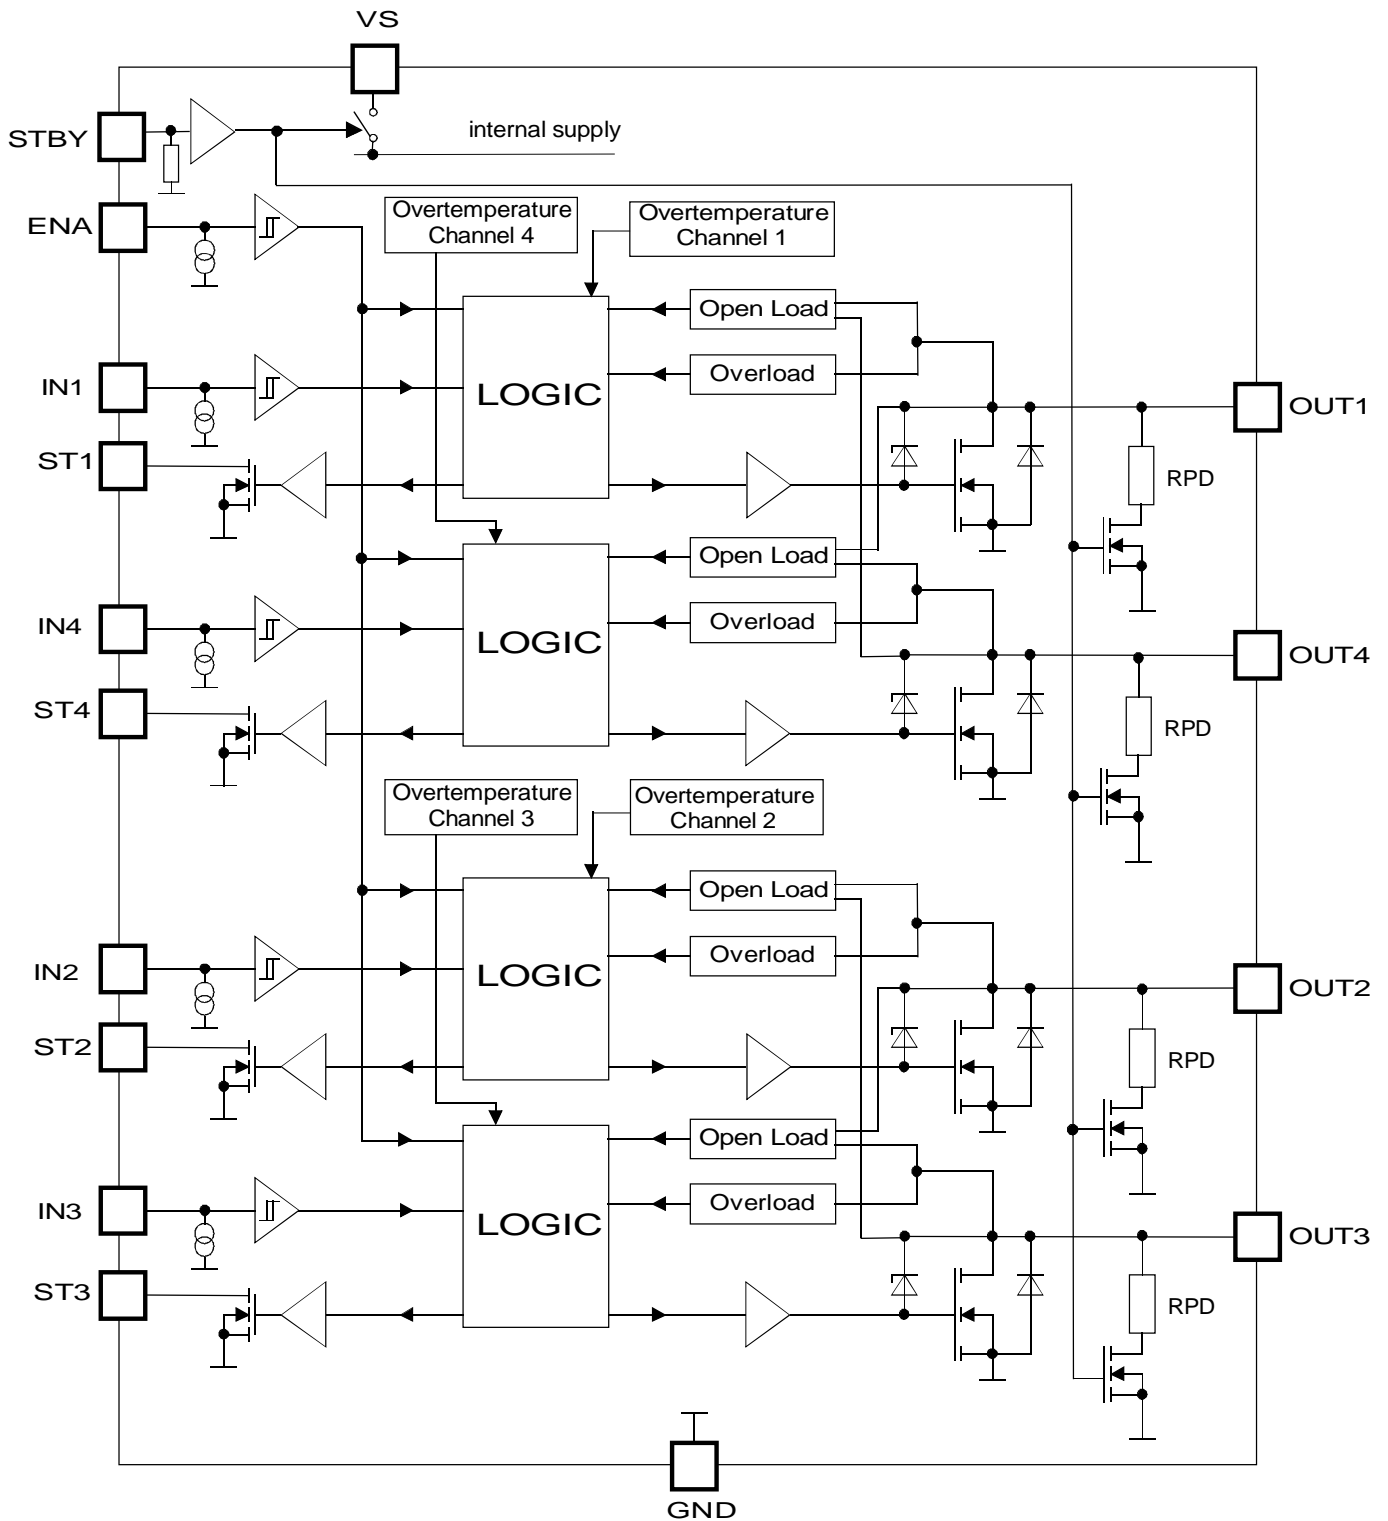 VS
STBY
internal supply
ENA
Overtemperature
Channel 4
Overtemperature
Channel 1
Open Load
IN1
LOGIC
Overload
OUT1
ST1
RPD
Open Load
IN4
LOGIC
Overload
OUT4
ST4
RPD
Overtemperature
Channel 3
Overtemperature
Channel 2
Open Load
IN2
LOGIC
Overload
OUT2
ST2
RPD
Open Load
IN3
LOGIC
Overload
OUT3
ST3
RPD
GND